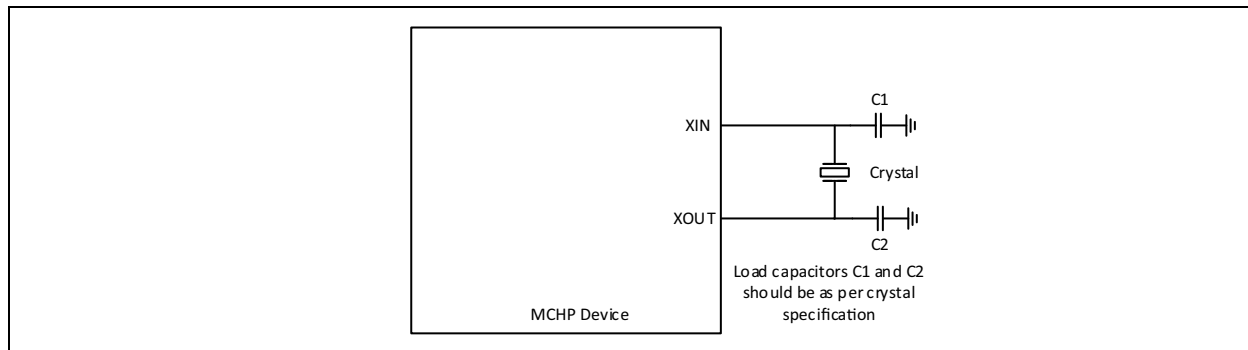 C1
XIN
Crystal
XOUT
C2
Load capacitors C1 and C2
should be as per crystal
specification
MCHP Device